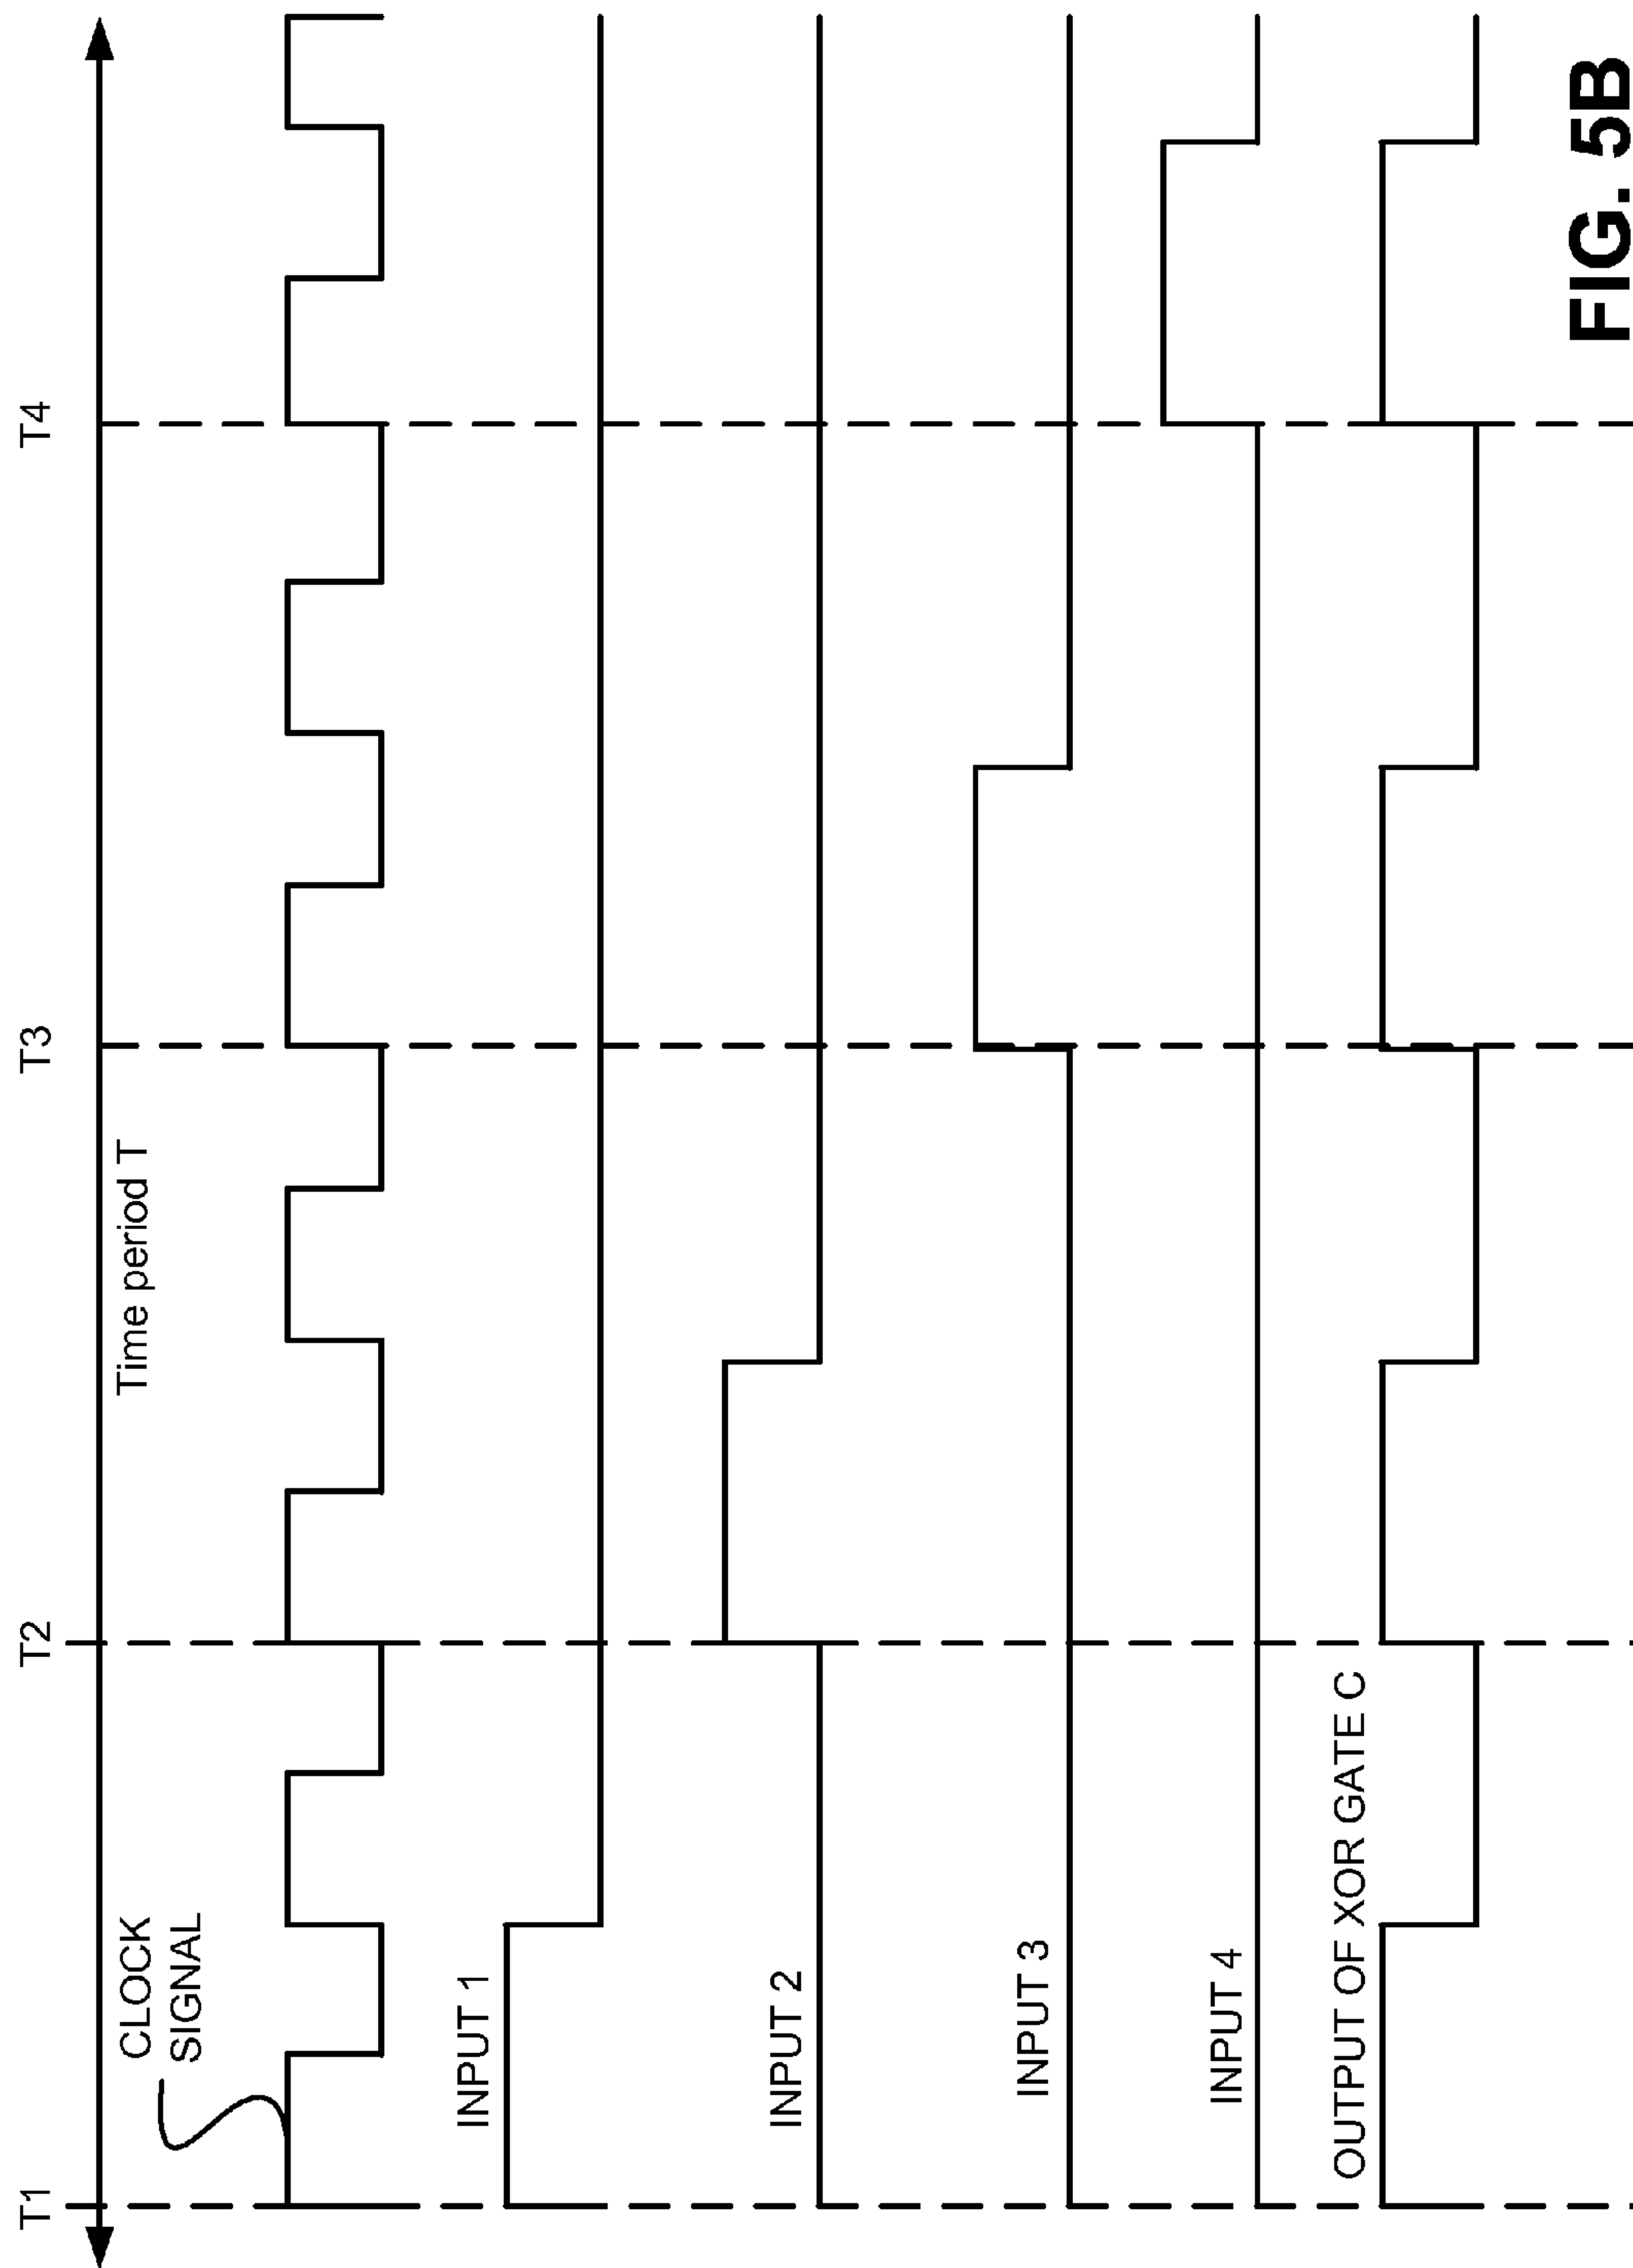 T1
T2
T3
T4
Time period T
CLOCK
SIGNAL
INPUT 1
INPUT 2
INPUT 3
INPUT 4
OUTPUT OF XOR GATE C
FIG. 5B